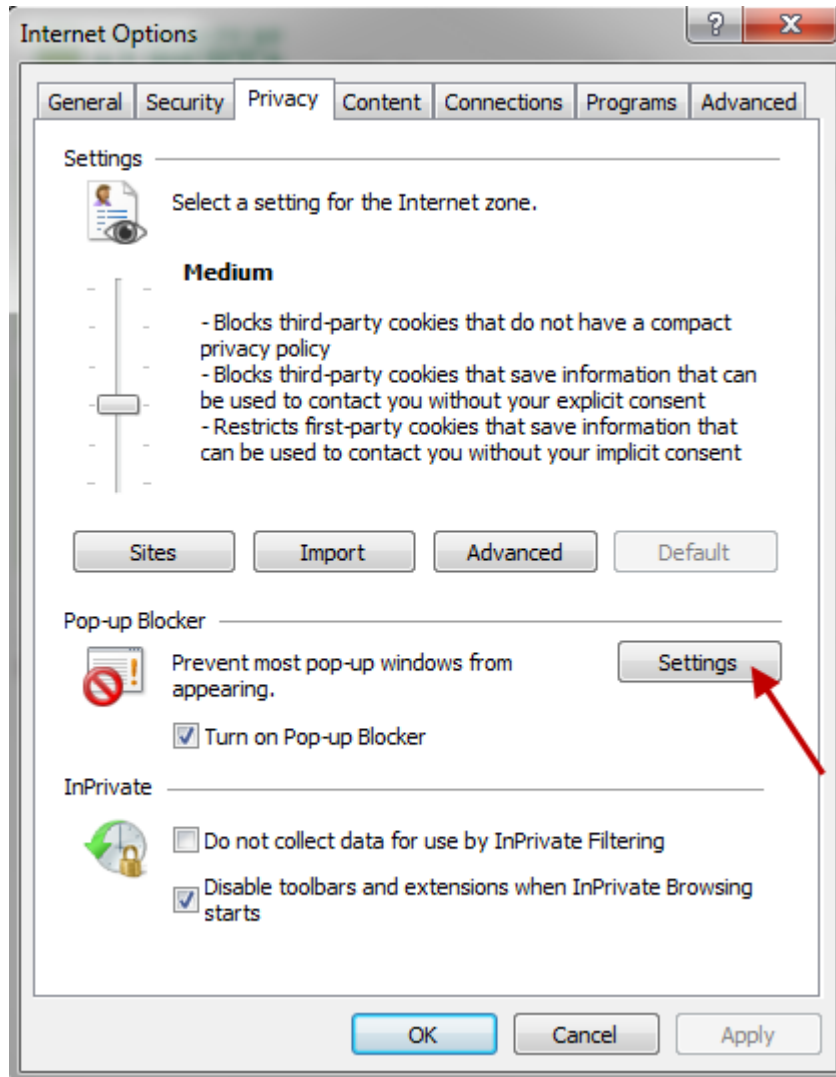 Internet Options
General Security Privacy Content Connections Programs Advanced
Settings
Select a setting for the Internet zone.
Medium
- Blocks third-party cookies that do not have a compact
privacy policy
- Blocks third-party cookies that save information that can
be used to contact you without your explicit consent
- Restricts first-party cookies that save information that
can be used to contact you without your implicit consent
Sites Import Advanced Default
Pop-up Blocker
Prevent most pop-up windows from
appearing.
Settings
Turn on Pop-up Blocker
InPrivate
Do not collect data for use by InPrivate Filtering
Disable toolbars and extensions when InPrivate Browsing
starts
OK Cancel Apply